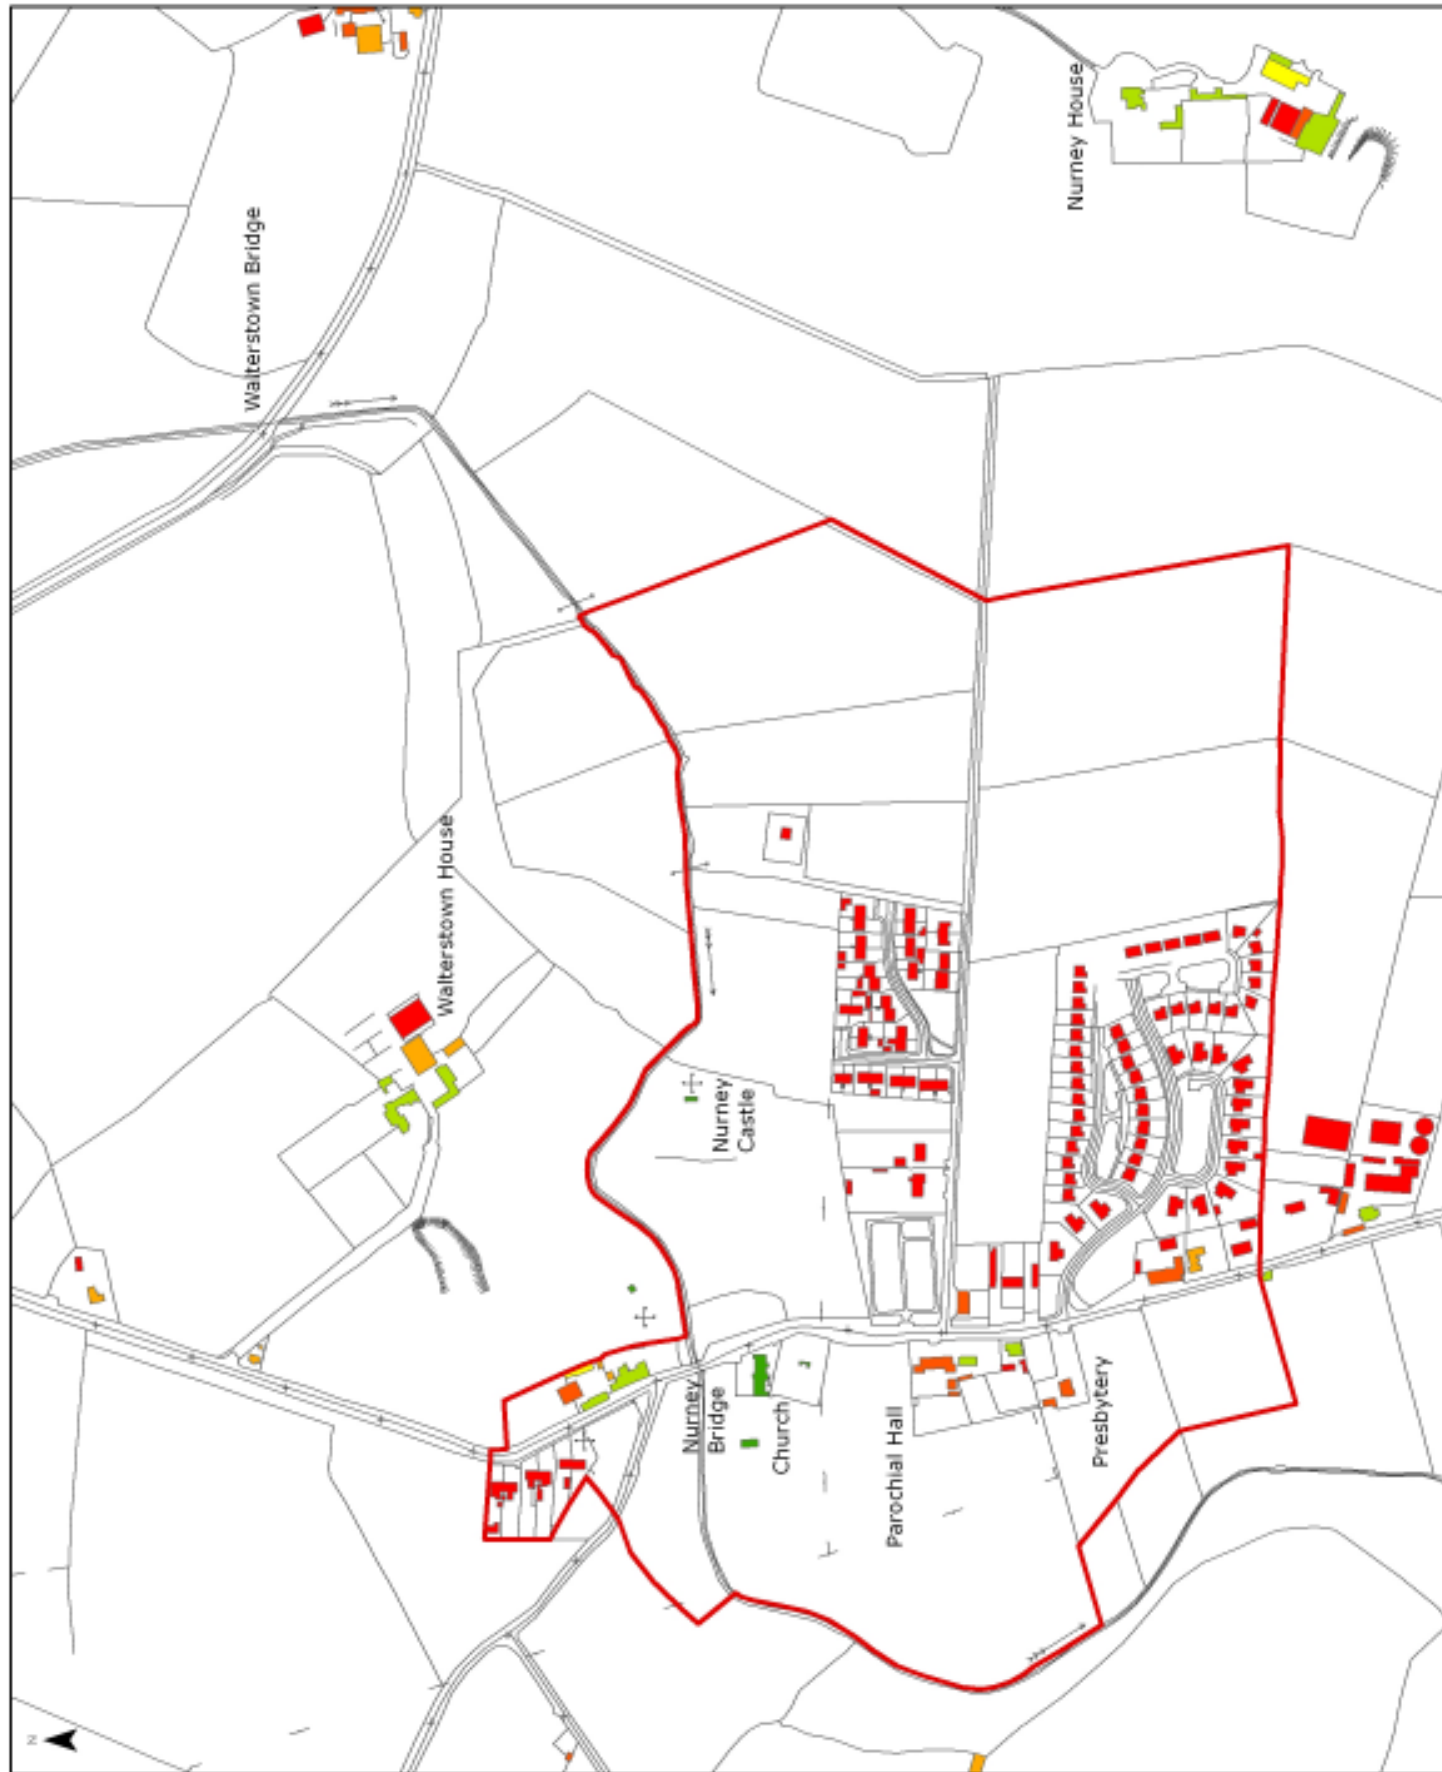 Nurney House
Walterstown Bridge
Walterstown House
Nurney
Castle
Nurney
Bridge
Church
Parochial Hall
Presbytery
N